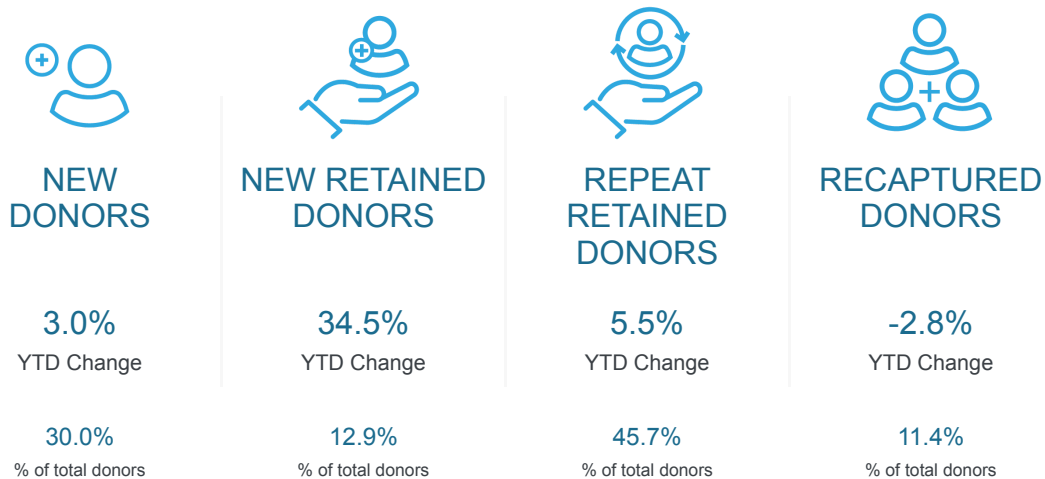 NEW
DONORS
3.0%
YTD Change
30.0%
% of total donors
NEW RETAINED
DONORS
34.5%
YTD Change
12.9%
% of total donors
REPEAT
RETAINED
DONORS
5.5%
YTD Change
45.7%
% of total donors
RECAPTURED
DONORS
-2.8%
YTD Change
11.4%
% of total donors